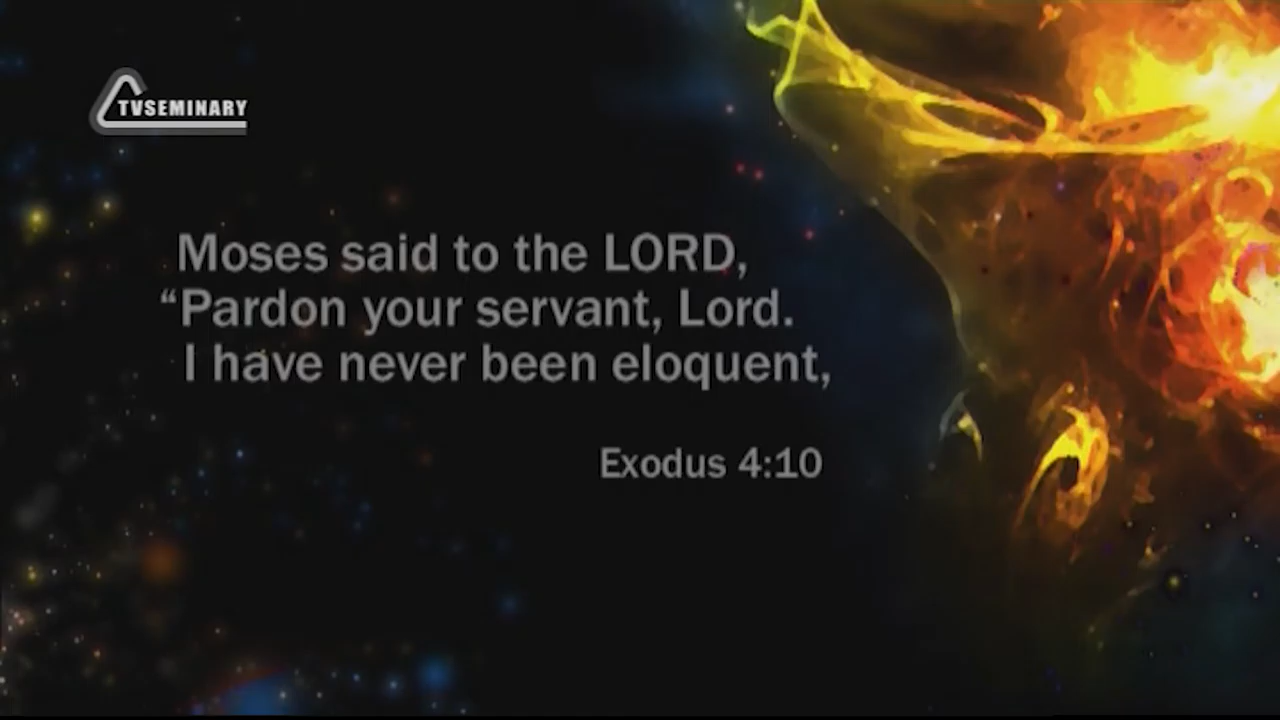 TVSEMINARY
Moses said to the LORD,
“Pardon your servant, Lord.
I have never been eloquent,
Exodus 4:10